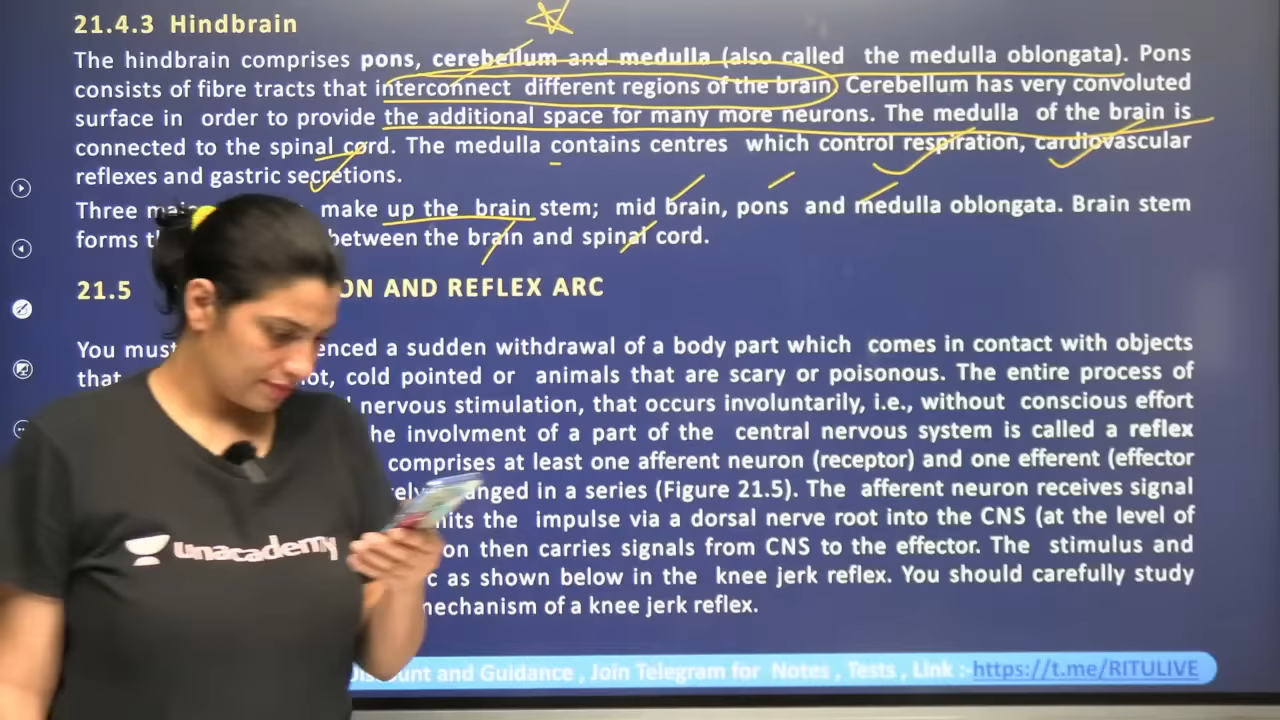 21.4.3 Hindbrain
The hindbrain comprises pons, cerebellum and medulla (also called the medulla oblongata). Pons
consists of fibre tracts that interconnect different regions of the brain. Cerebellum has very convoluted
surface in order to provide the additional space for many more neurons. The medulla of the brain is
connected to the spinal cord. The medulla contains centres which control respiration, cardiovascular
reflexes and gastric secretions.
Three make up the brain stem; mid brain, pons and medulla oblongata. Brain stem
forms between the brain and spinal cord.
21.5 AND REFLEX ARC
You must a sudden withdrawal of a body part which comes in contact with objects
that cold pointed or animals that are scary or poisonous. The entire process of
nervous stimulation, that occurs involuntarily, i.e., without conscious effort
involvment of a part of the central nervous system is called a reflex
comprises at least one afferent neuron (receptor) and one efferent (effector
in a series (Figure 21.5). The afferent neuron receives signal
the impulse via a dorsal nerve root into the CNS (at the level of
then carries signals from CNS to the effector. The stimulus and
as shown below in the knee jerk reflex. You should carefully study
mechanism of a knee jerk reflex.
unacademy
and Guidance , Join Telegram for Notes , Tests , Link :- https://t.me/RITULIVE